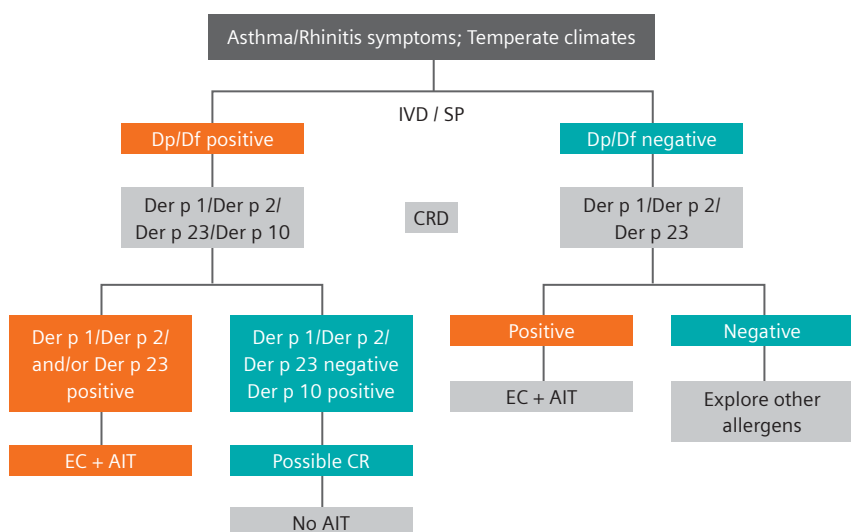 Asthma/Rhinitis symptoms; Temperate climates
IVD / SP
Dp/Df positive
Dp/Df negative
Der p 1/Der p 2/
Der p 23/Der p 10
CRD
Der p 1/Der p 2/
Der p 23
Der p 1/Der p 2/
and/or Der p 23
positive
Der p 1/Der p 2/
Der p 23 negative
Der p 10 positive
Positive
Negative
EC + AIT
Explore other
allergens
EC + AIT
Possible CR
No AIT